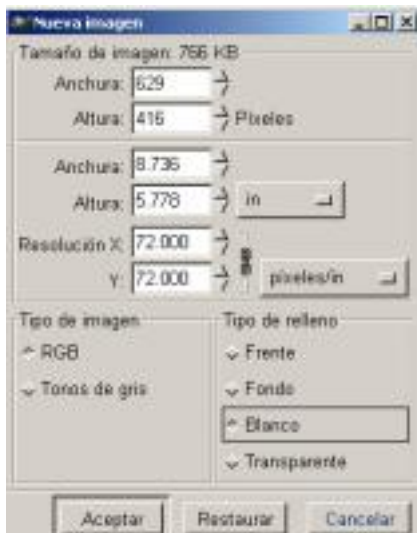 Nueva imagen
Tamaño de imagen: 766 KB
Anchura: 629
Altura: 416 Píxeles
Anchura: 8.736
Altura: 5.778 in
Resolución X: 72.000
Y: 72.000 píxeles/in
Tipo de imagen Tipo de relleno
RGB Frente
Tonos de gris Fondo
Blanco
Transparente
Aceptar Restaurar Cancelar